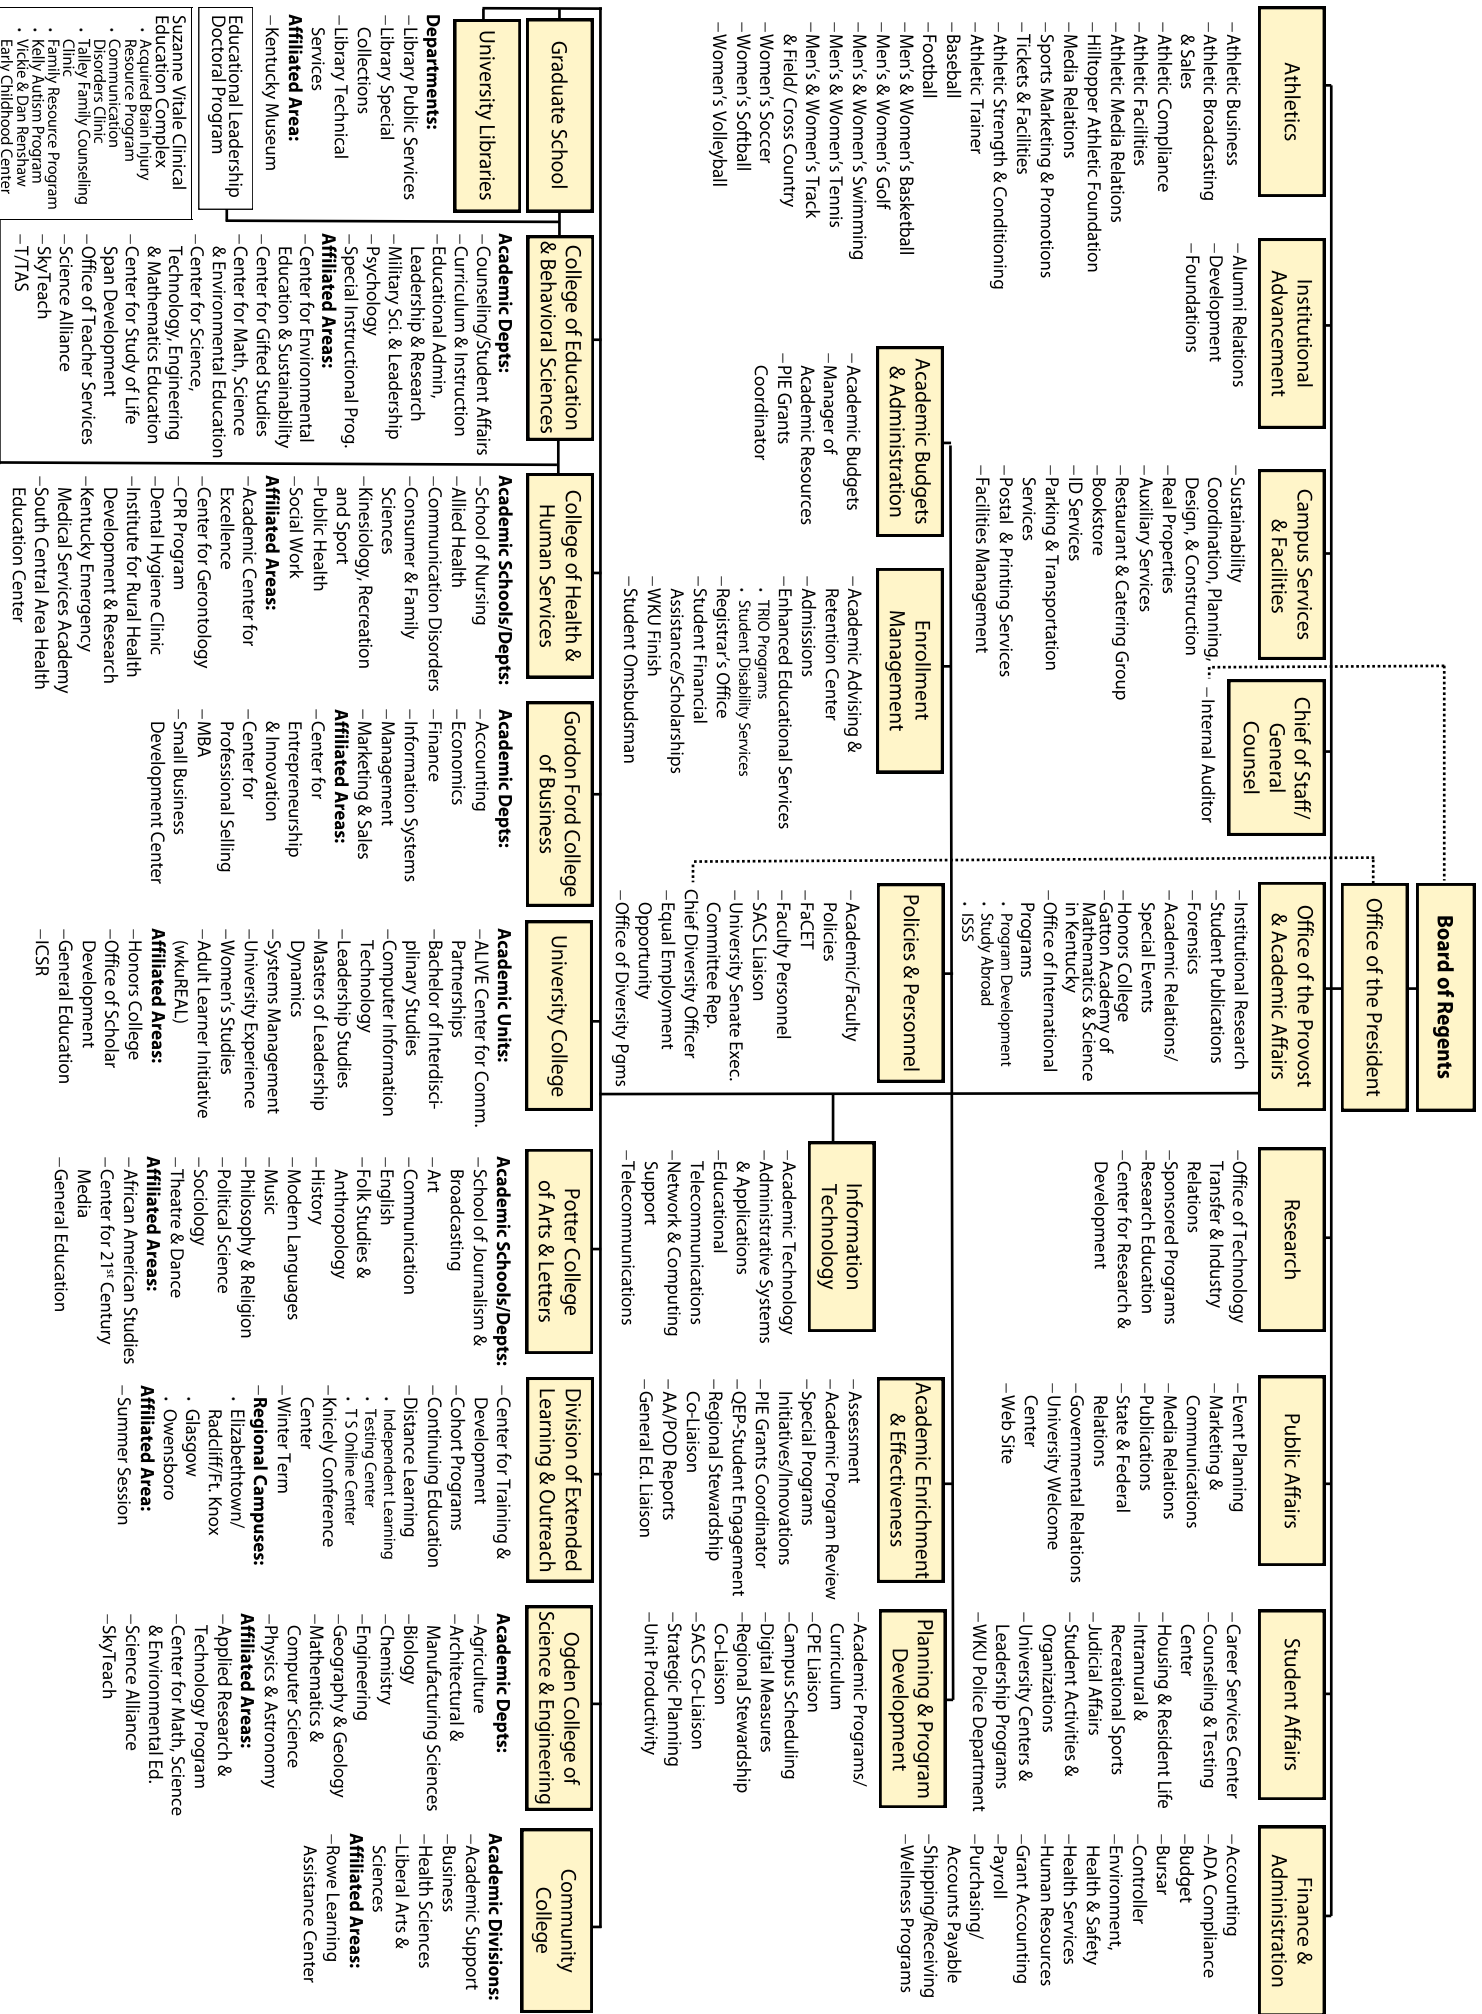 Board of Regents
Office of the President
Athletics
–Athletic Business
–Athletic Broadcasting
& Sales
–Athletic Compliance
–Athletic Facilities
–Athletic Media Relations
–Hilltopper Athletic Foundation
–Media Relations
–Sports Marketing & Promotions
–Tickets & Facilities
–Athletic Strength & Conditioning
–Athletic Trainer
–Baseball
–Football
–Men's & Women's Basketball
–Men's & Women's Golf
–Men's & Women's Swimming
–Men's & Women's Tennis
–Men's & Women's Track
& Field/ Cross Country
–Women's Soccer
–Women's Softball
–Women's Volleyball
Institutional
Advancement
–Alumni Relations
–Development
–Foundations
Campus Services
& Facilities
–Sustainability
Coordination, Planning,
Design, & Construction
–Real Properties
–Auxiliary Services
–Restaurant & Catering Group
–Bookstore
–ID Services
–Parking & Transportation
Services
–Postal & Printing Services
–Facilities Management
Chief of Staff/
General
Counsel
–Internal Auditor
Office of the Provost
& Academic Affairs
–Institutional Research
–Student Publications
–Forensics
–Academic Relations/
Special Events
–Honors College
–Gatton Academy of
Mathematics & Science
in Kentucky
–Office of International
Programs
• Program Development
• Study Abroad
• ISSS
Research
–Office of Technology
Transfer & Industry
Relations
–Sponsored Programs
–Research Education
–Center for Research &
Development
Public Affairs
–Event Planning
–Marketing &
Communications
–Media Relations
–Publications
–State & Federal
Relations
–Governmental Relations
–University Welcome
Center
–Web Site
Student Affairs
–Career Services Center
–Counseling & Testing
Center
–Housing & Resident Life
–Intramural &
Recreational Sports
–Judicial Affairs
–Student Activities &
Organizations
–University Centers &
Leadership Programs
–WKU Police Department
Finance &
Administration
–Accounting
–ADA Compliance
–Budget
–Bursar
–Controller
–Environment,
Health & Safety
–Health Services
–Human Resources
–Grant Accounting
–Payroll
–Purchasing/
Accounts Payable
–Shipping/Receiving
–Wellness Programs
Academic Budgets
& Administration
–Academic Budgets
–Manager of
Academic Resources
–PIE Grants
Coordinator
Enrollment
Management
–Academic Advising &
Retention Center
–Admissions
–Enhanced Educational Services
• TRIO Programs
• Student Disability Services
–Registrar's Office
–Student Financial
Assistance/Scholarships
–WKU Finish
–Student Omsbudsman
Policies & Personnel
–Academic/Faculty
Policies
–FaCET
–Faculty Personnel
–SACS Liaison
–University Senate Exec.
Committee Rep.
Chief Diversity Officer
–Equal Employment
Opportunity
–Office of Diversity Pgms
Information
Technology
–Academic Technology
–Administrative Systems
& Applications
–Educational
Telecommunications
–Network & Computing
Support
–Telecommunications
Academic Enrichment
& Effectiveness
–Assessment
–Academic Program Review
–Special Programs
Initiatives/Innovations
–PIE Grants Coordinator
–QEP-Student Engagement
–Regional Stewardship
Co-Liaison
–AA/POD Reports
–General Ed. Liaison
Planning & Program
Development
–Academic Programs/
Curriculum
–CPE Liaison
–Campus Scheduling
–Digital Measures
–Regional Stewardship
Co-Liaison
–SACS Co-Liaison
–Strategic Planning
–Unit Productivity
Graduate School
University Libraries
Departments:
–Library Public Services
–Library Special
Collections
–Library Technical
Services
Affiliated Area:
–Kentucky Museum
Educational Leadership
Doctoral Program
Suzanne Vitale Clinical
Education Complex
• Acquired Brain Injury
Resource Program
• Communication
Disorders Clinic
• Talley Family Counseling
Clinic
• Family Resource Program
• Kelly Autism Program
• Vickie & Dan Renshaw
Early Childhood Center
College of Education
& Behavioral Sciences
Academic Depts:
–Counseling/Student Affairs
–Curriculum & Instruction
–Educational Admin,
Leadership & Research
–Military Sci. & Leadership
–Psychology
–Special Instructional Prog.
Affiliated Areas:
–Center for Environmental
Education & Sustainability
–Center for Gifted Studies
–Center for Math, Science
& Environmental Education
–Center for Science,
Technology, Engineering
& Mathematics Education
–Center for Study of Life
Span Development
–Office of Teacher Services
–Science Alliance
–SkyTeach
–T/TAS
College of Health &
Human Services
Academic Schools/Depts:
–School of Nursing
–Allied Health
–Communication Disorders
–Consumer & Family
Sciences
–Kinesiology, Recreation
and Sport
–Public Health
–Social Work
Affiliated Areas:
–Academic Center for
Excellence
–Center for Gerontology
–CPR Program
–Dental Hygiene Clinic
–Institute for Rural Health
Development & Research
–Kentucky Emergency
Medical Services Academy
–South Central Area Health
Education Center
Gordon Ford College
of Business
Academic Depts:
–Accounting
–Economics
–Finance
–Information Systems
–Management
–Marketing & Sales
Affiliated Areas:
–Center for
Entrepreneurship
& Innovation
–Center for
Professional Selling
–MBA
–Small Business
Development Center
University College
Academic Units:
–ALIVE Center for Comm.
Partnerships
–Bachelor of Interdisci-
plinary Studies
–Computer Information
Technology
–Leadership Studies
–Masters of Leadership
Dynamics
–Systems Management
–University Experience
–Women's Studies
–Adult Learner Initiative
(wkuREAL)
Affiliated Areas:
–Honors College
–Office of Scholar
Development
–General Education
–ICSR
Potter College
of Arts & Letters
Academic Schools/Depts:
–School of Journalism &
Broadcasting
–Art
–Communication
–English
–Folk Studies &
Anthropology
–History
–Modern Languages
–Music
–Philosophy & Religion
–Political Science
–Sociology
–Theatre & Dance
Affiliated Areas:
–African American Studies
–Center for 21st Century
Media
–General Education
Division of Extended
Learning & Outreach
–Center for Training &
Development
–Cohort Programs
–Continuing Education
–Distance Learning
• Independent Learning
• Testing Center
• T S Online Center
–Knicely Conference
Center
–Winter Term
–Regional Campuses:
• Elizabethtown/
Radcliff/Ft. Knox
• Glasgow
• Owensboro
Affiliated Area:
–Summer Session
Ogden College of
Science & Engineering
Academic Depts:
–Agriculture
–Architectural &
Manufacturing Sciences
–Biology
–Chemistry
–Engineering
–Geography & Geology
–Mathematics &
Computer Science
–Physics & Astronomy
Affiliated Areas:
–Applied Research &
Technology Program
–Center for Math, Science
& Environmental Ed.
–Science Alliance
–SkyTeach
Community
College
Academic Divisions:
–Academic Support
–Business
–Health Sciences
–Liberal Arts &
Sciences
Affiliated Areas:
–Rowe Learning
Assistance Center